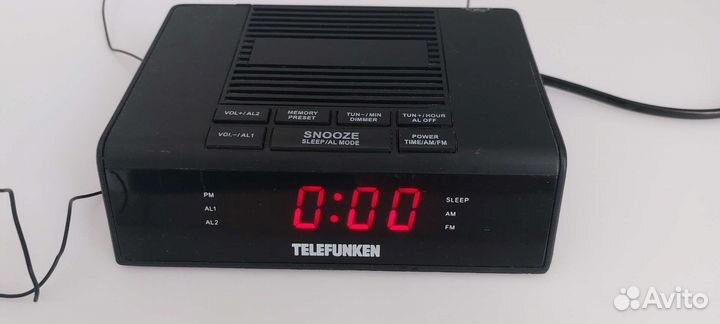 VOL+/AL2
MEMORY
PRESET
TUN-/MIN
DIMMER
TUN+/HOUR
AL OFF
VOL-/AL1
SNOOZE
SLEEP/AL MODE
POWER
TIME/AM/FM
PM
AL1
AL2
0:00
SLEEP
AM
FM
TELEFUNKEN
Avito